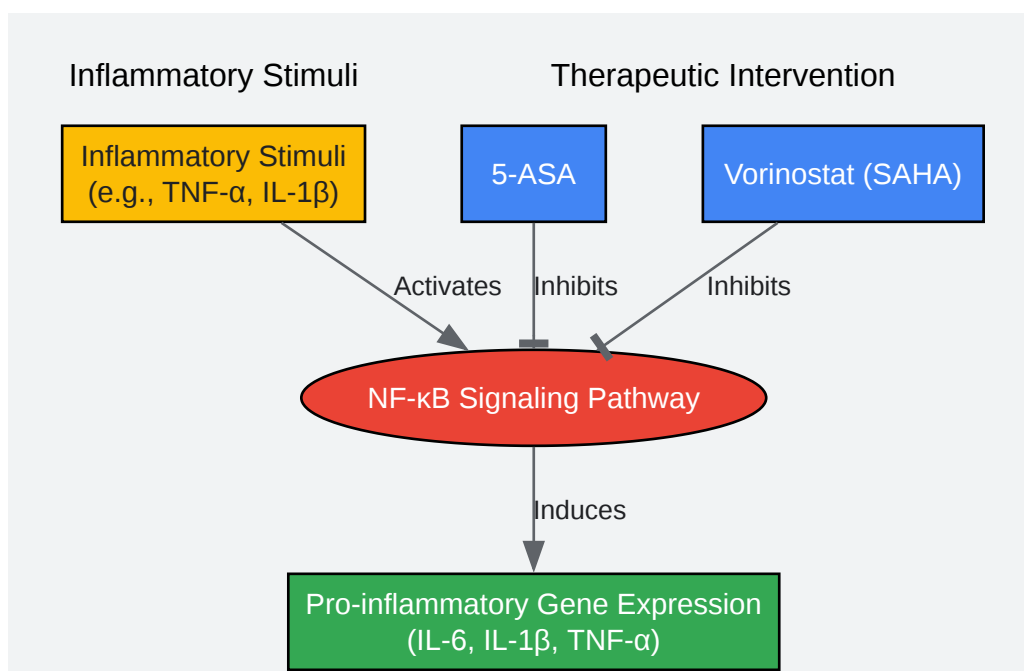 Inflammatory Stimuli
Therapeutic Intervention
Inflammatory Stimuli
(e.g., TNF-α, IL-1β)
5-ASA
Vorinostat (SAHA)
Activates
Inhibits
Inhibits
NF-κB Signaling Pathway
Induces
Pro-inflammatory Gene Expression
(IL-6, IL-1β, TNF-α)